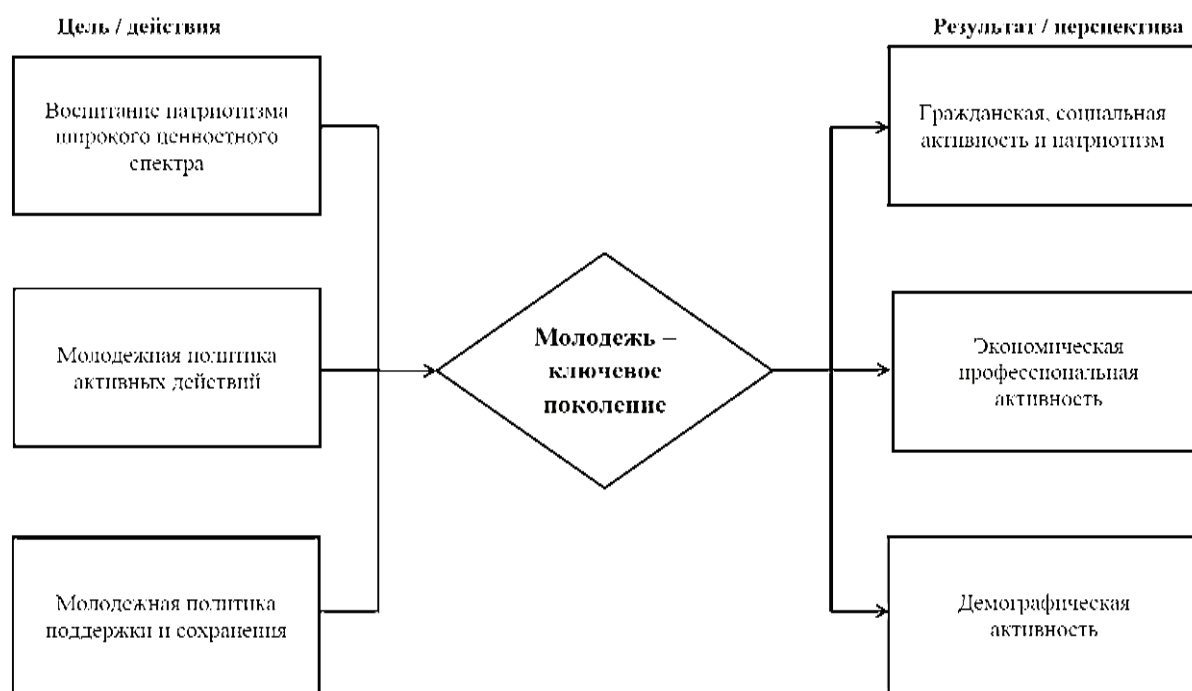 Цель / действия
Результат / перспектива
Воспитание патриотизма
широкого ценностного
спектра
Гражданская, социальная
активность и патриотизм
Молодежная политика
активных действий
Молодежь –
ключевое
поколение
Экономическая
профессиональная
активность
Молодежная политика
поддержки и сохранения
Демографическая
активность